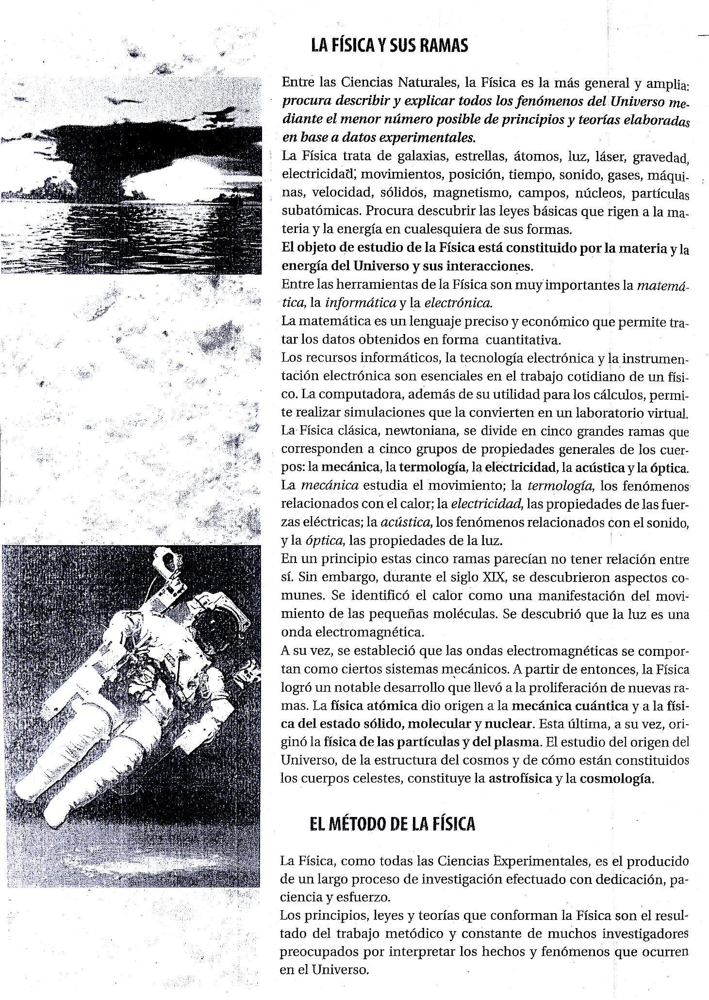 LA FÍSICA Y SUS RAMAS
Entre las Ciencias Naturales, la Física es la más general y amplia:
procura describir y explicar todos los fenómenos del Universo me-
diante el menor número posible de principios y teorías elaboradas
en base a datos experimentales.
La Física trata de galaxias, estrellas, átomos, luz, láser, gravedad,
electricidad, movimientos, posición, tiempo, sonido, gases, máqui-
nas, velocidad, sólidos, magnetismo, campos, núcleos, partículas
subatómicas. Procura descubrir las leyes básicas que rigen a la ma-
teria y la energía en cualesquiera de sus formas.
El objeto de estudio de la Física está constituido por la materia y la
energía del Universo y sus interacciones.
Entre las herramientas de la Física son muy importantes la matemá-
tica, la informática y la electrónica.
La matemática es un lenguaje preciso y económico que permite tra-
tar los datos obtenidos en forma cuantitativa.
Los recursos informáticos, la tecnología electrónica y la instrumen-
tación electrónica son esenciales en el trabajo cotidiano de un físi-
co. La computadora, además de su utilidad para los cálculos, permi-
te realizar simulaciones que la convierten en un laboratorio virtual.
La Física clásica, newtoniana, se divide en cinco grandes ramas que
corresponden a cinco grupos de propiedades generales de los cuer-
pos: la mecánica, la termología, la electricidad, la acústica y la óptica.
La mecánica estudia el movimiento; la termología, los fenómenos
relacionados con el calor; la electricidad, las propiedades de las fuer-
zas eléctricas; la acústica, los fenómenos relacionados con el sonido,
y la óptica, las propiedades de la luz.
En un principio estas cinco ramas parecían no tener relación entre
sí. Sin embargo, durante el siglo XIX, se descubrieron aspectos co-
munes. Se identificó el calor como una manifestación del movi-
miento de las pequeñas moléculas. Se descubrió que la luz es una
onda electromagnética.
A su vez, se estableció que las ondas electromagnéticas se compor-
tan como ciertos sistemas mecánicos. A partir de entonces, la Física
logró un notable desarrollo que llevó a la proliferación de nuevas ra-
mas. La física atómica dio origen a la mecánica cuántica y a la físi-
ca del estado sólido, molecular y nuclear. Esta última, a su vez, ori-
ginó la física de las partículas y del plasma. El estudio del origen del
Universo, de la estructura del cosmos y de cómo están constituidos
los cuerpos celestes, constituye la astrofísica y la cosmología.
EL MÉTODO DE LA FÍSICA
La Física, como todas las Ciencias Experimentales, es el producido
de un largo proceso de investigación efectuado con dedicación, pa-
ciencia y esfuerzo.
Los principios, leyes y teorías que conforman la Física son el resul-
tado del trabajo metódico y constante de muchos investigadores
preocupados por interpretar los hechos y fenómenos que ocurren
en el Universo.